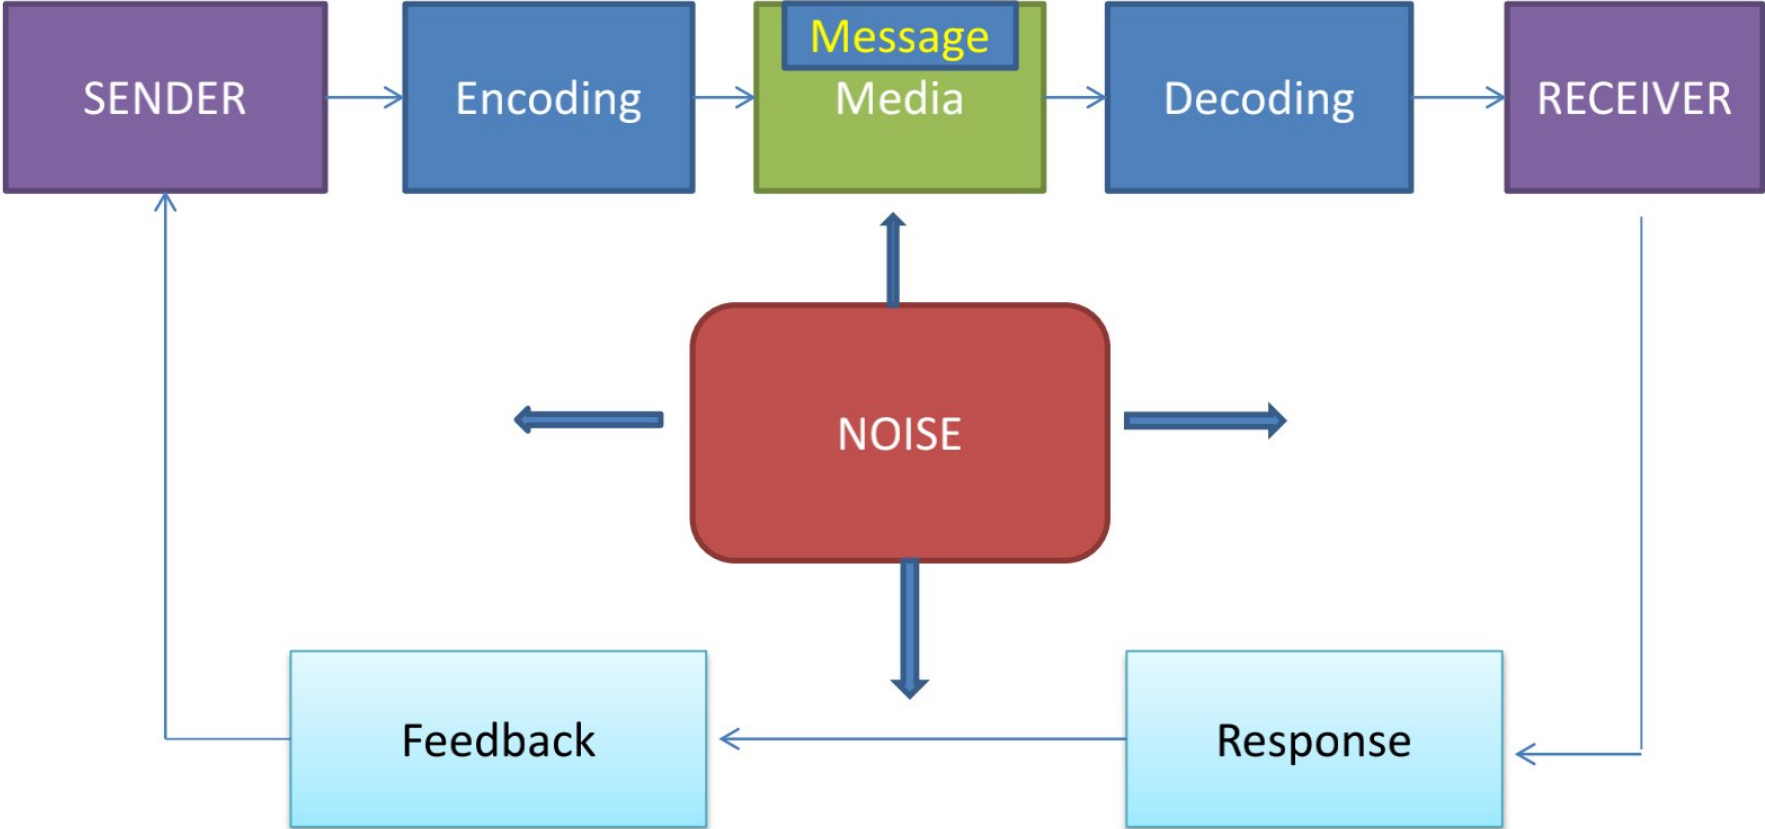 Message
SENDER
Encoding
Media
Decoding
RECEIVER
NOISE
Feedback
Response